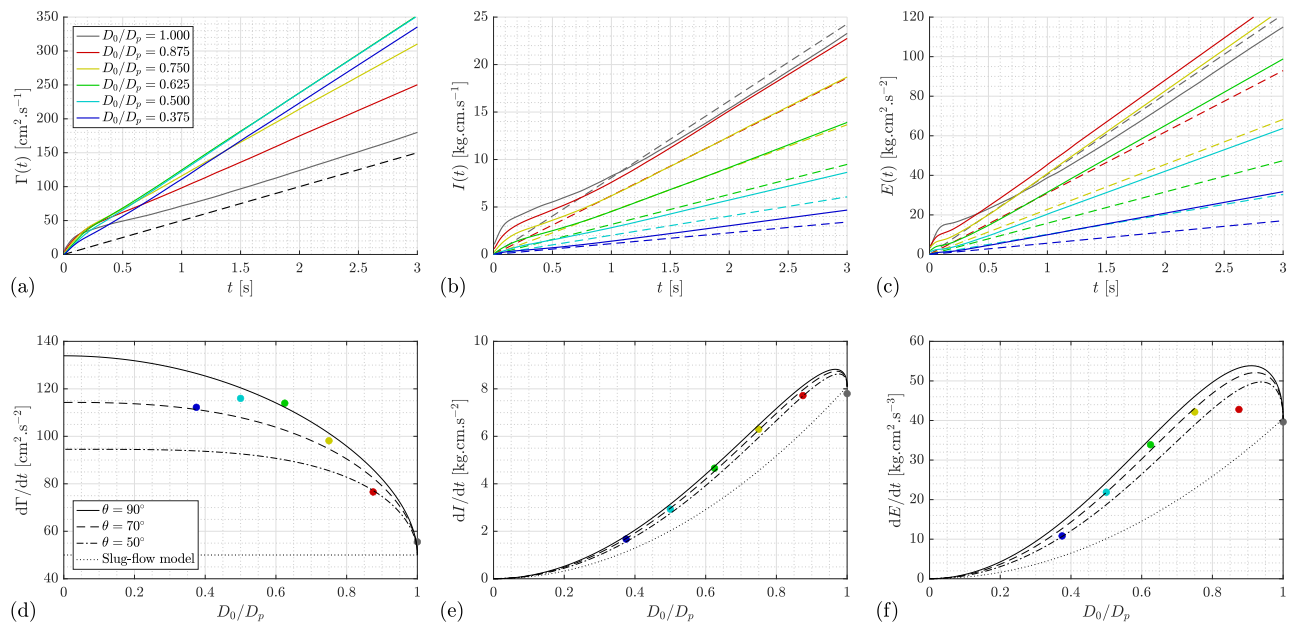 350
300
250
200
150
100
50
0
Γ(t) [cm².s⁻¹]
D₀/Dₚ = 1.000
D₀/Dₚ = 0.875
D₀/Dₚ = 0.750
D₀/Dₚ = 0.625
D₀/Dₚ = 0.500
D₀/Dₚ = 0.375
0 0.5 1 1.5 2 2.5 3
(a) t [s]
25
20
15
10
5
0
I(t) [kg.cm.s⁻¹]
0 0.5 1 1.5 2 2.5 3
(b) t [s]
120
100
80
60
40
20
0
E(t) [kg.cm².s⁻²]
0 0.5 1 1.5 2 2.5 3
(c) t [s]
140
120
100
80
60
40
dΓ/dt [cm².s⁻²]
θ = 90°
θ = 70°
θ = 50°
Slug-flow model
0 0.2 0.4 0.6 0.8 1
(d) D₀/Dₚ
10
8
6
4
2
0
dI/dt [kg.cm.s⁻²]
0 0.2 0.4 0.6 0.8 1
(e) D₀/Dₚ
60
50
40
30
20
10
0
dE/dt [kg.cm².s⁻³]
0 0.2 0.4 0.6 0.8 1
(f) D₀/Dₚ